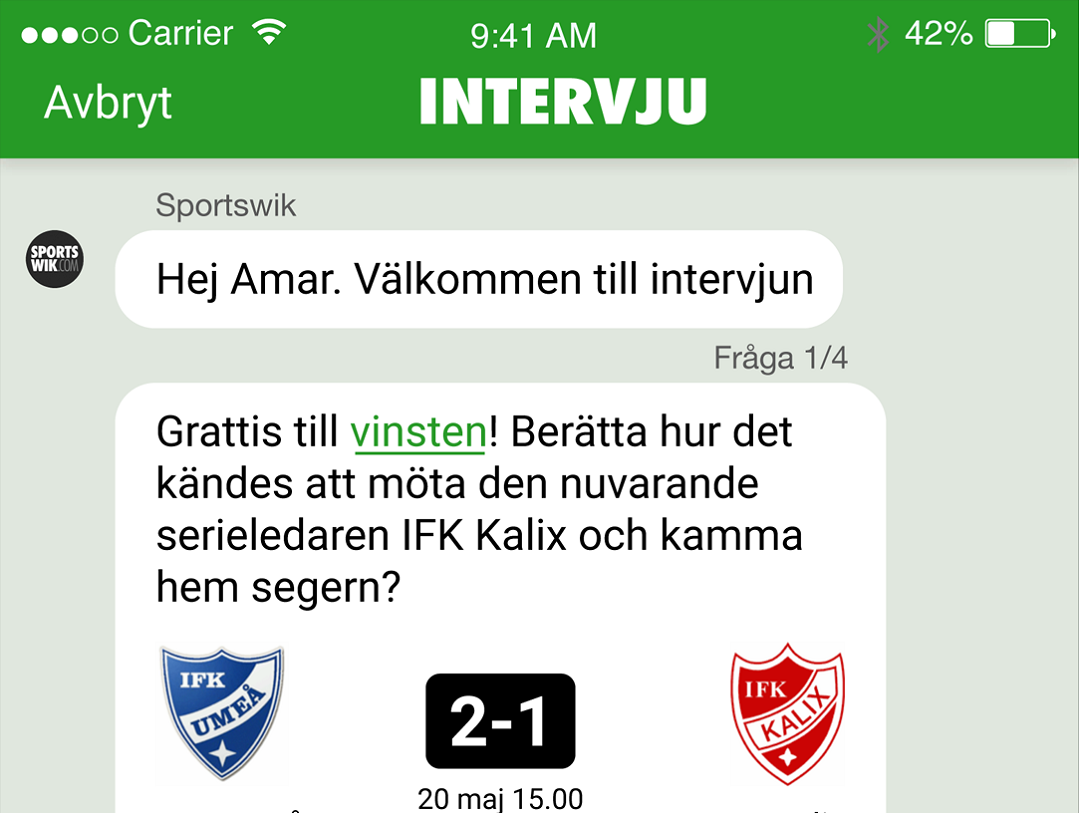 Carrier 9:41 AM 42%
Avbryt INTERVJU
Sportswik
SPORTS
WIK.COM
Hej Amar. Välkommen till intervjun
Fråga 1/4
Grattis till vinsten! Berätta hur det
kändes att möta den nuvarande
serieledaren IFK Kalix och kamma
hem segern?
IFK
UMEÅ
2-1
IFK
KALIX
20 maj 15.00